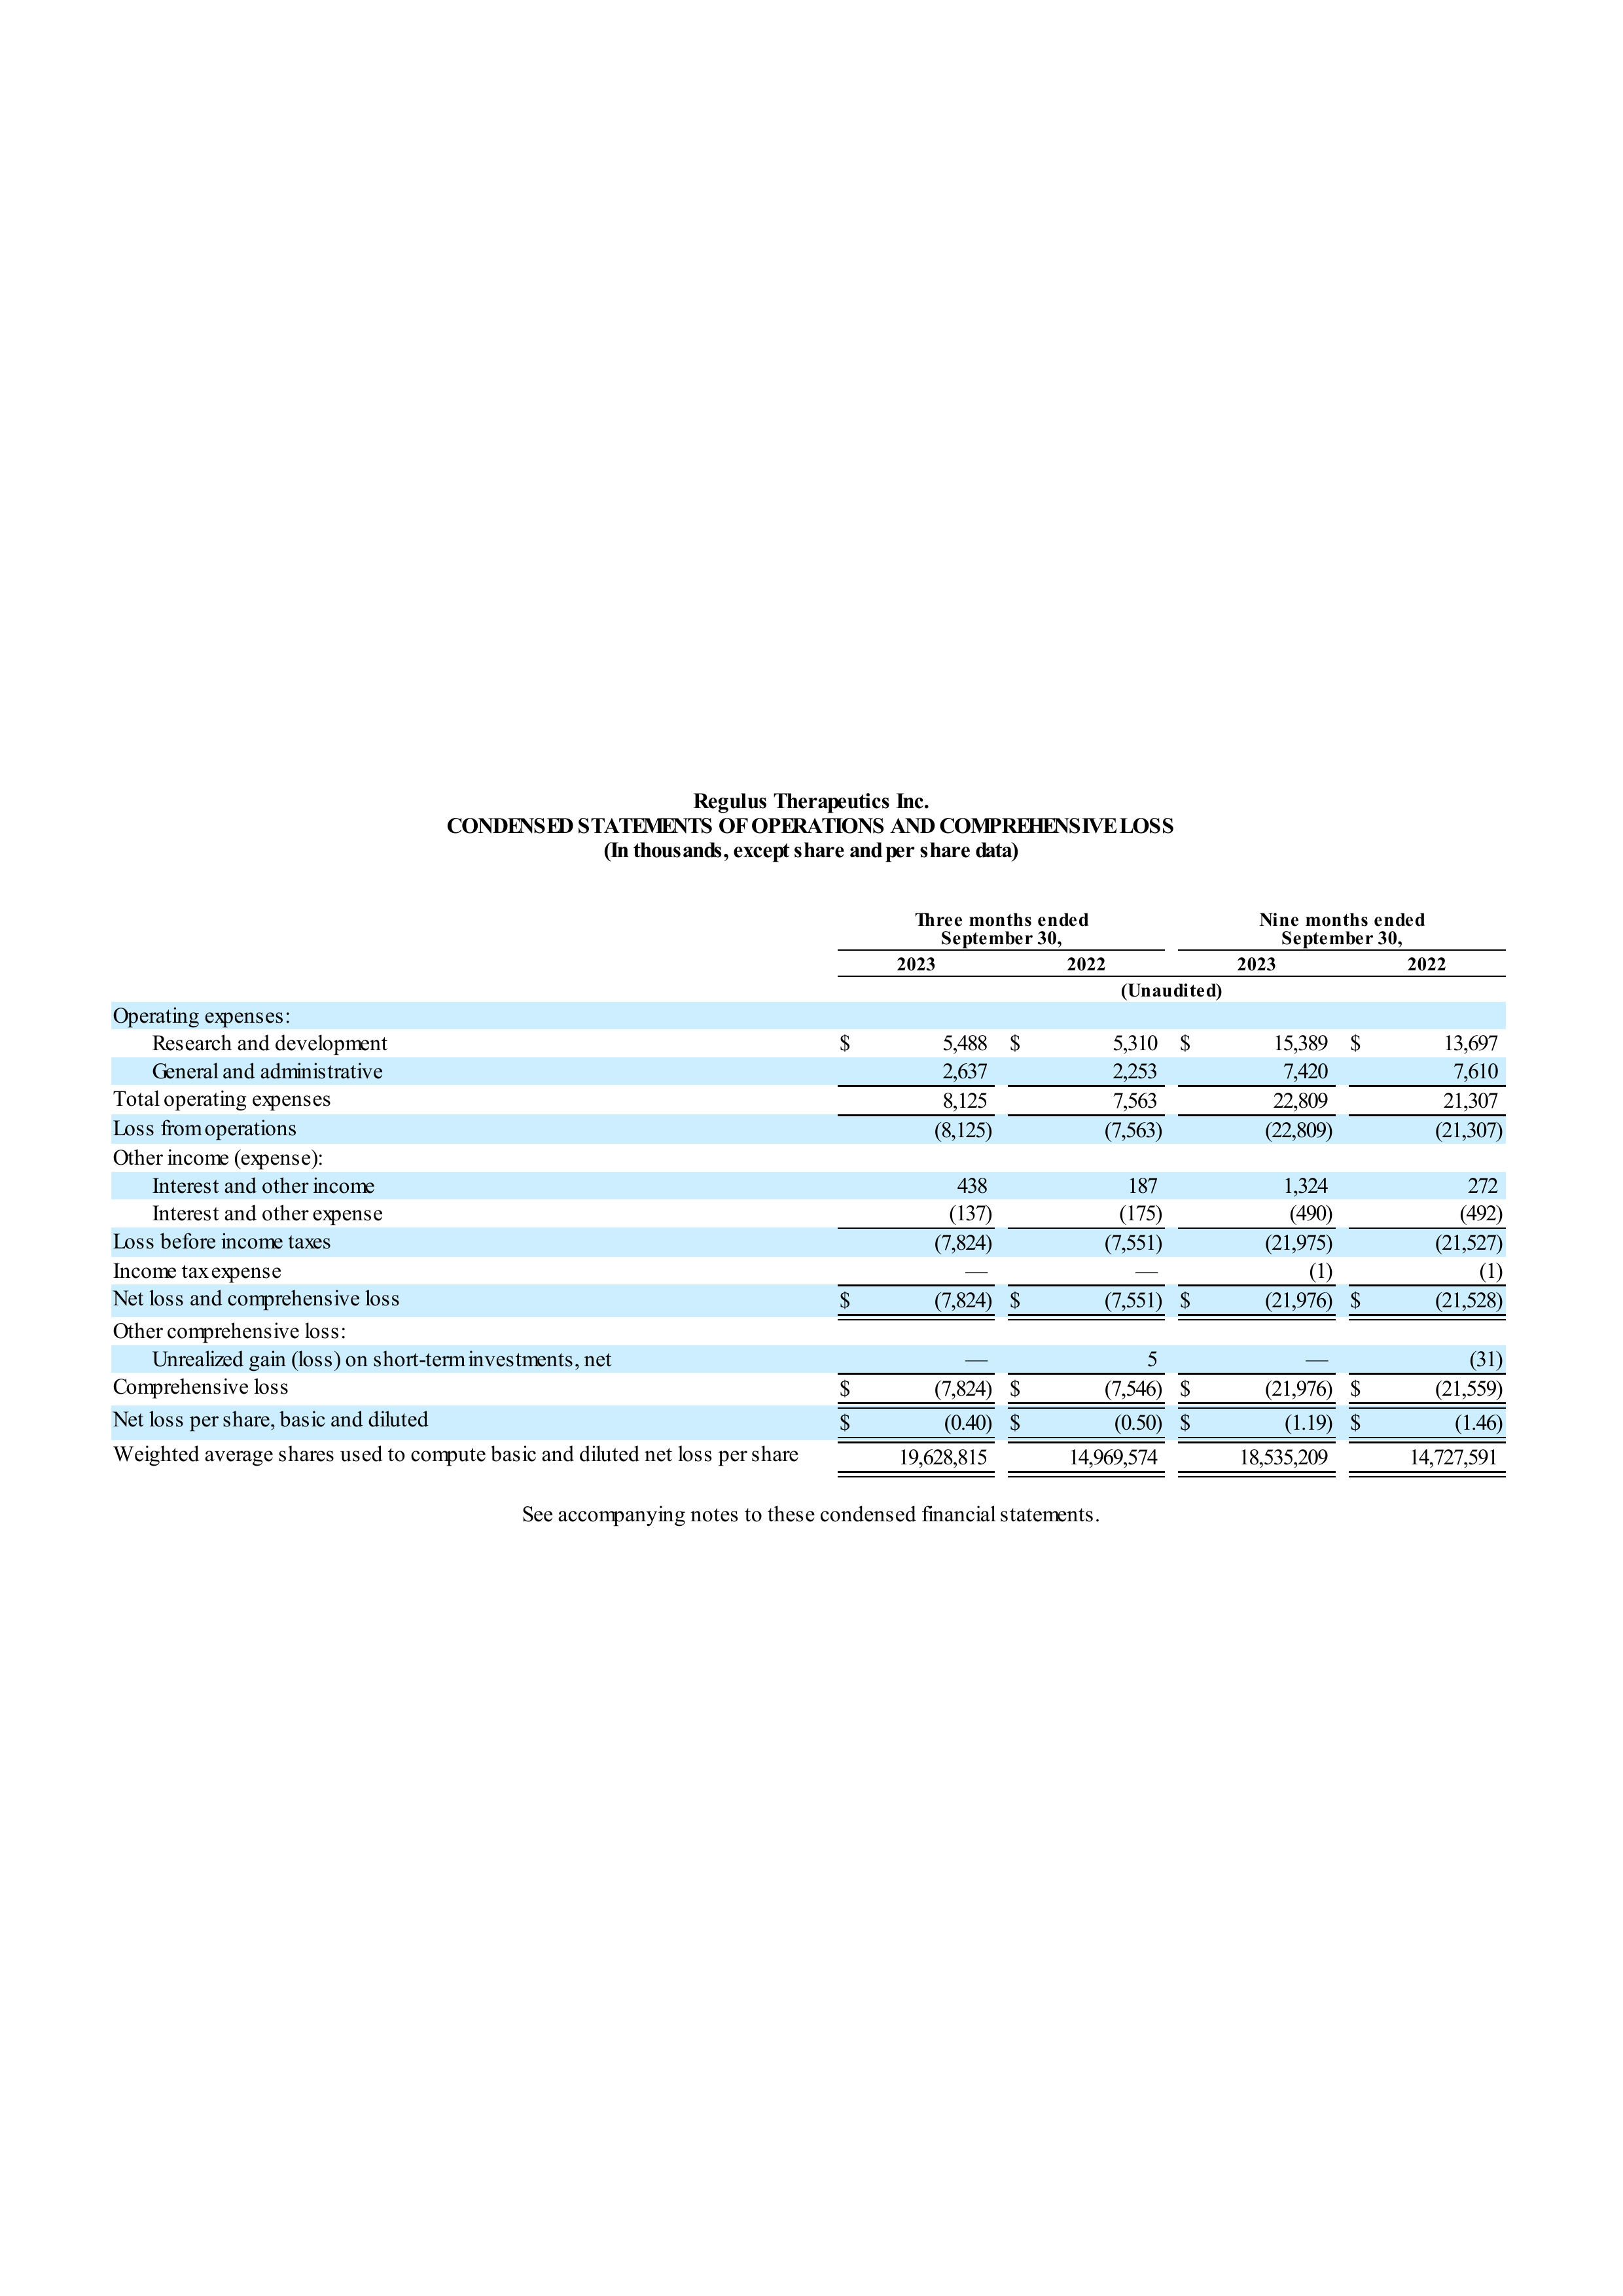 Regulus Therapeutics Inc.
CONDENSED STATEMENTS OF OPERATIONS AND COMPREHENSIVE LOSS
(In thousands, except share and per share data)
Three months ended September 30, Nine months ended September 30,
2023 2022 2023 2022
(Unaudited)
Operating expenses:
Research and development $ 5,488 $ 5,310 $ 15,389 $ 13,697
General and administrative 2,637 2,253 7,420 7,610
Total operating expenses 8,125 7,563 22,809 21,307
Loss from operations (8,125) (7,563) (22,809) (21,307)
Other income (expense):
Interest and other income 438 187 1,324 272
Interest and other expense (137) (175) (490) (492)
Loss before income taxes (7,824) (7,551) (21,975) (21,527)
Income tax expense — — (1) (1)
Net loss and comprehensive loss $ (7,824) $ (7,551) $ (21,976) $ (21,528)
Other comprehensive loss:
Unrealized gain (loss) on short-term investments, net — 5 — (31)
Comprehensive loss $ (7,824) $ (7,546) $ (21,976) $ (21,559)
Net loss per share, basic and diluted $ (0.40) $ (0.50) $ (1.19) $ (1.46)
Weighted average shares used to compute basic and diluted net loss per share 19,628,815 14,969,574 18,535,209 14,727,591
See accompanying notes to these condensed financial statements.